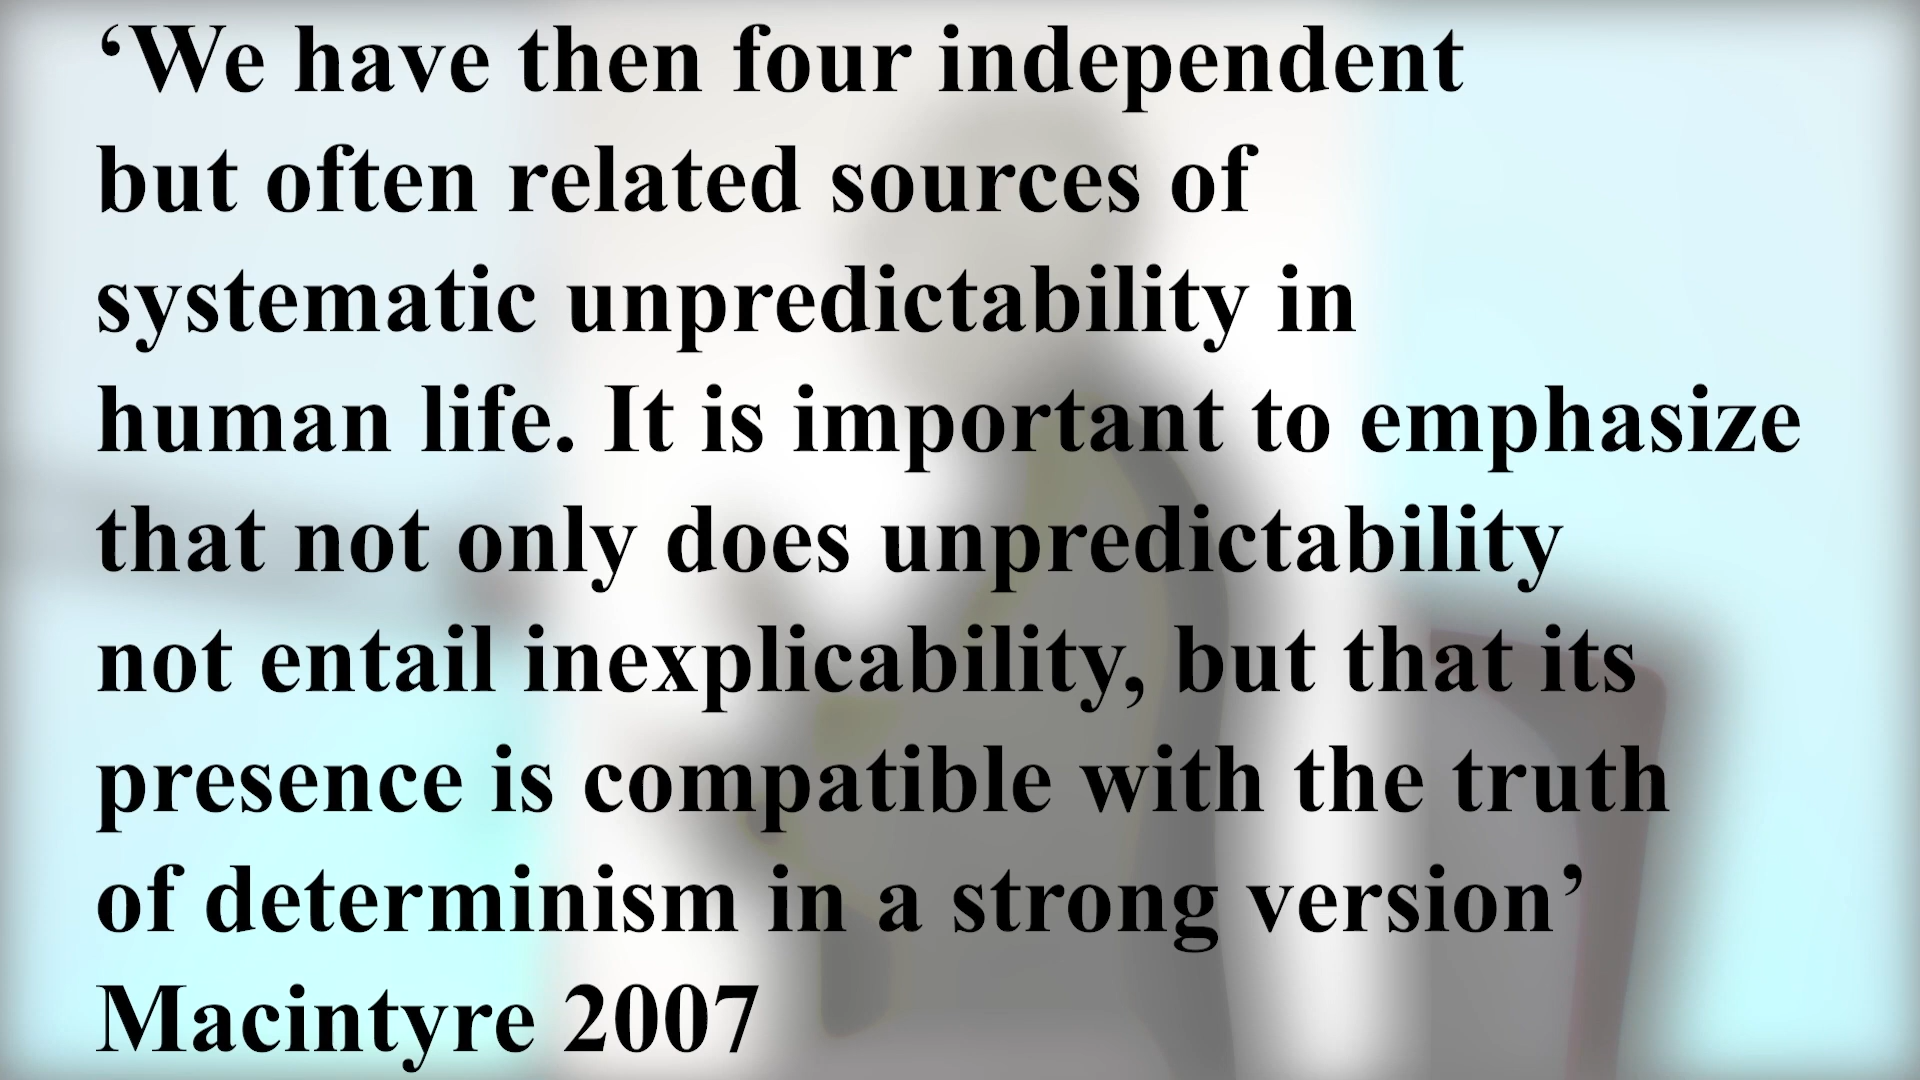 ‘We have then four independent
but often related sources of
systematic unpredictability in
human life. It is important to emphasize
that not only does unpredictability
not entail inexplicability, but that its
presence is compatible with the truth
of determinism in a strong version’
Macintyre 2007